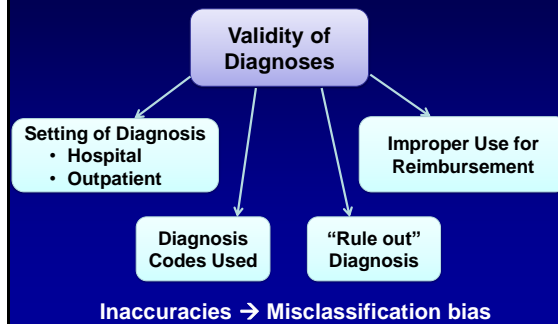 Validity of
Diagnoses
Setting of Diagnosis
• Hospital
• Outpatient
Improper Use for
Reimbursement
Diagnosis
Codes Used
“Rule out”
Diagnosis
Inaccuracies → Misclassification bias